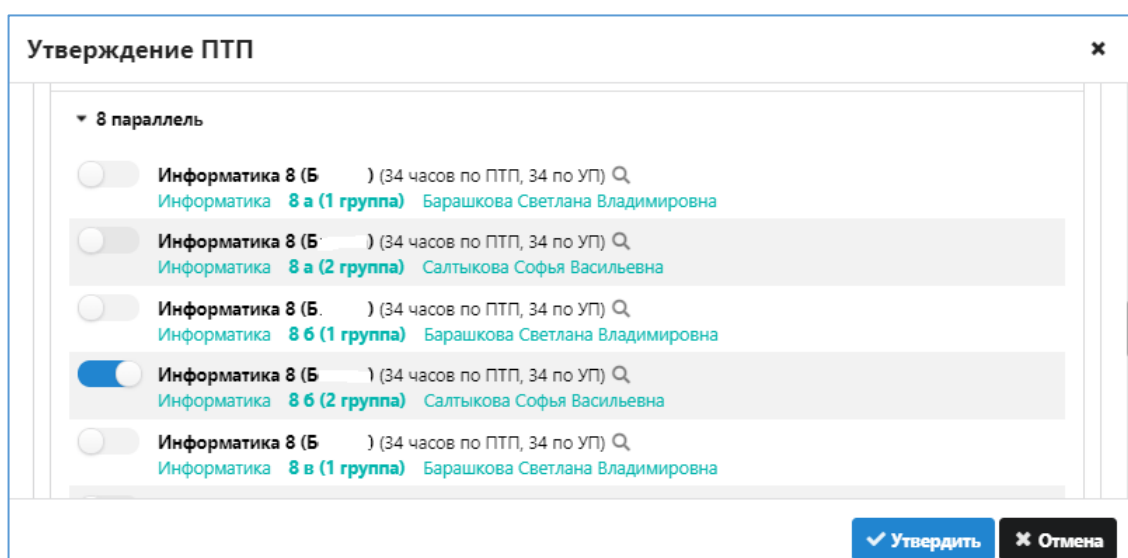 Утверждение ПТП
8 параллель
Информатика 8 (Б ) (34 часов по ПТП, 34 по УП)
Информатика 8 а (1 группа) Барашкова Светлана Владимировна
Информатика 8 (Б ) (34 часов по ПТП, 34 по УП)
Информатика 8 а (2 группа) Салтыкова Софья Васильевна
Информатика 8 (Б. ) (34 часов по ПТП, 34 по УП)
Информатика 8 б (1 группа) Барашкова Светлана Владимировна
Информатика 8 (Б ) (34 часов по ПТП, 34 по УП)
Информатика 8 б (2 группа) Салтыкова Софья Васильевна
Информатика 8 (Б ) (34 часов по ПТП, 34 по УП)
Информатика 8 в (1 группа) Барашкова Светлана Владимировна
Утвердить Отмена